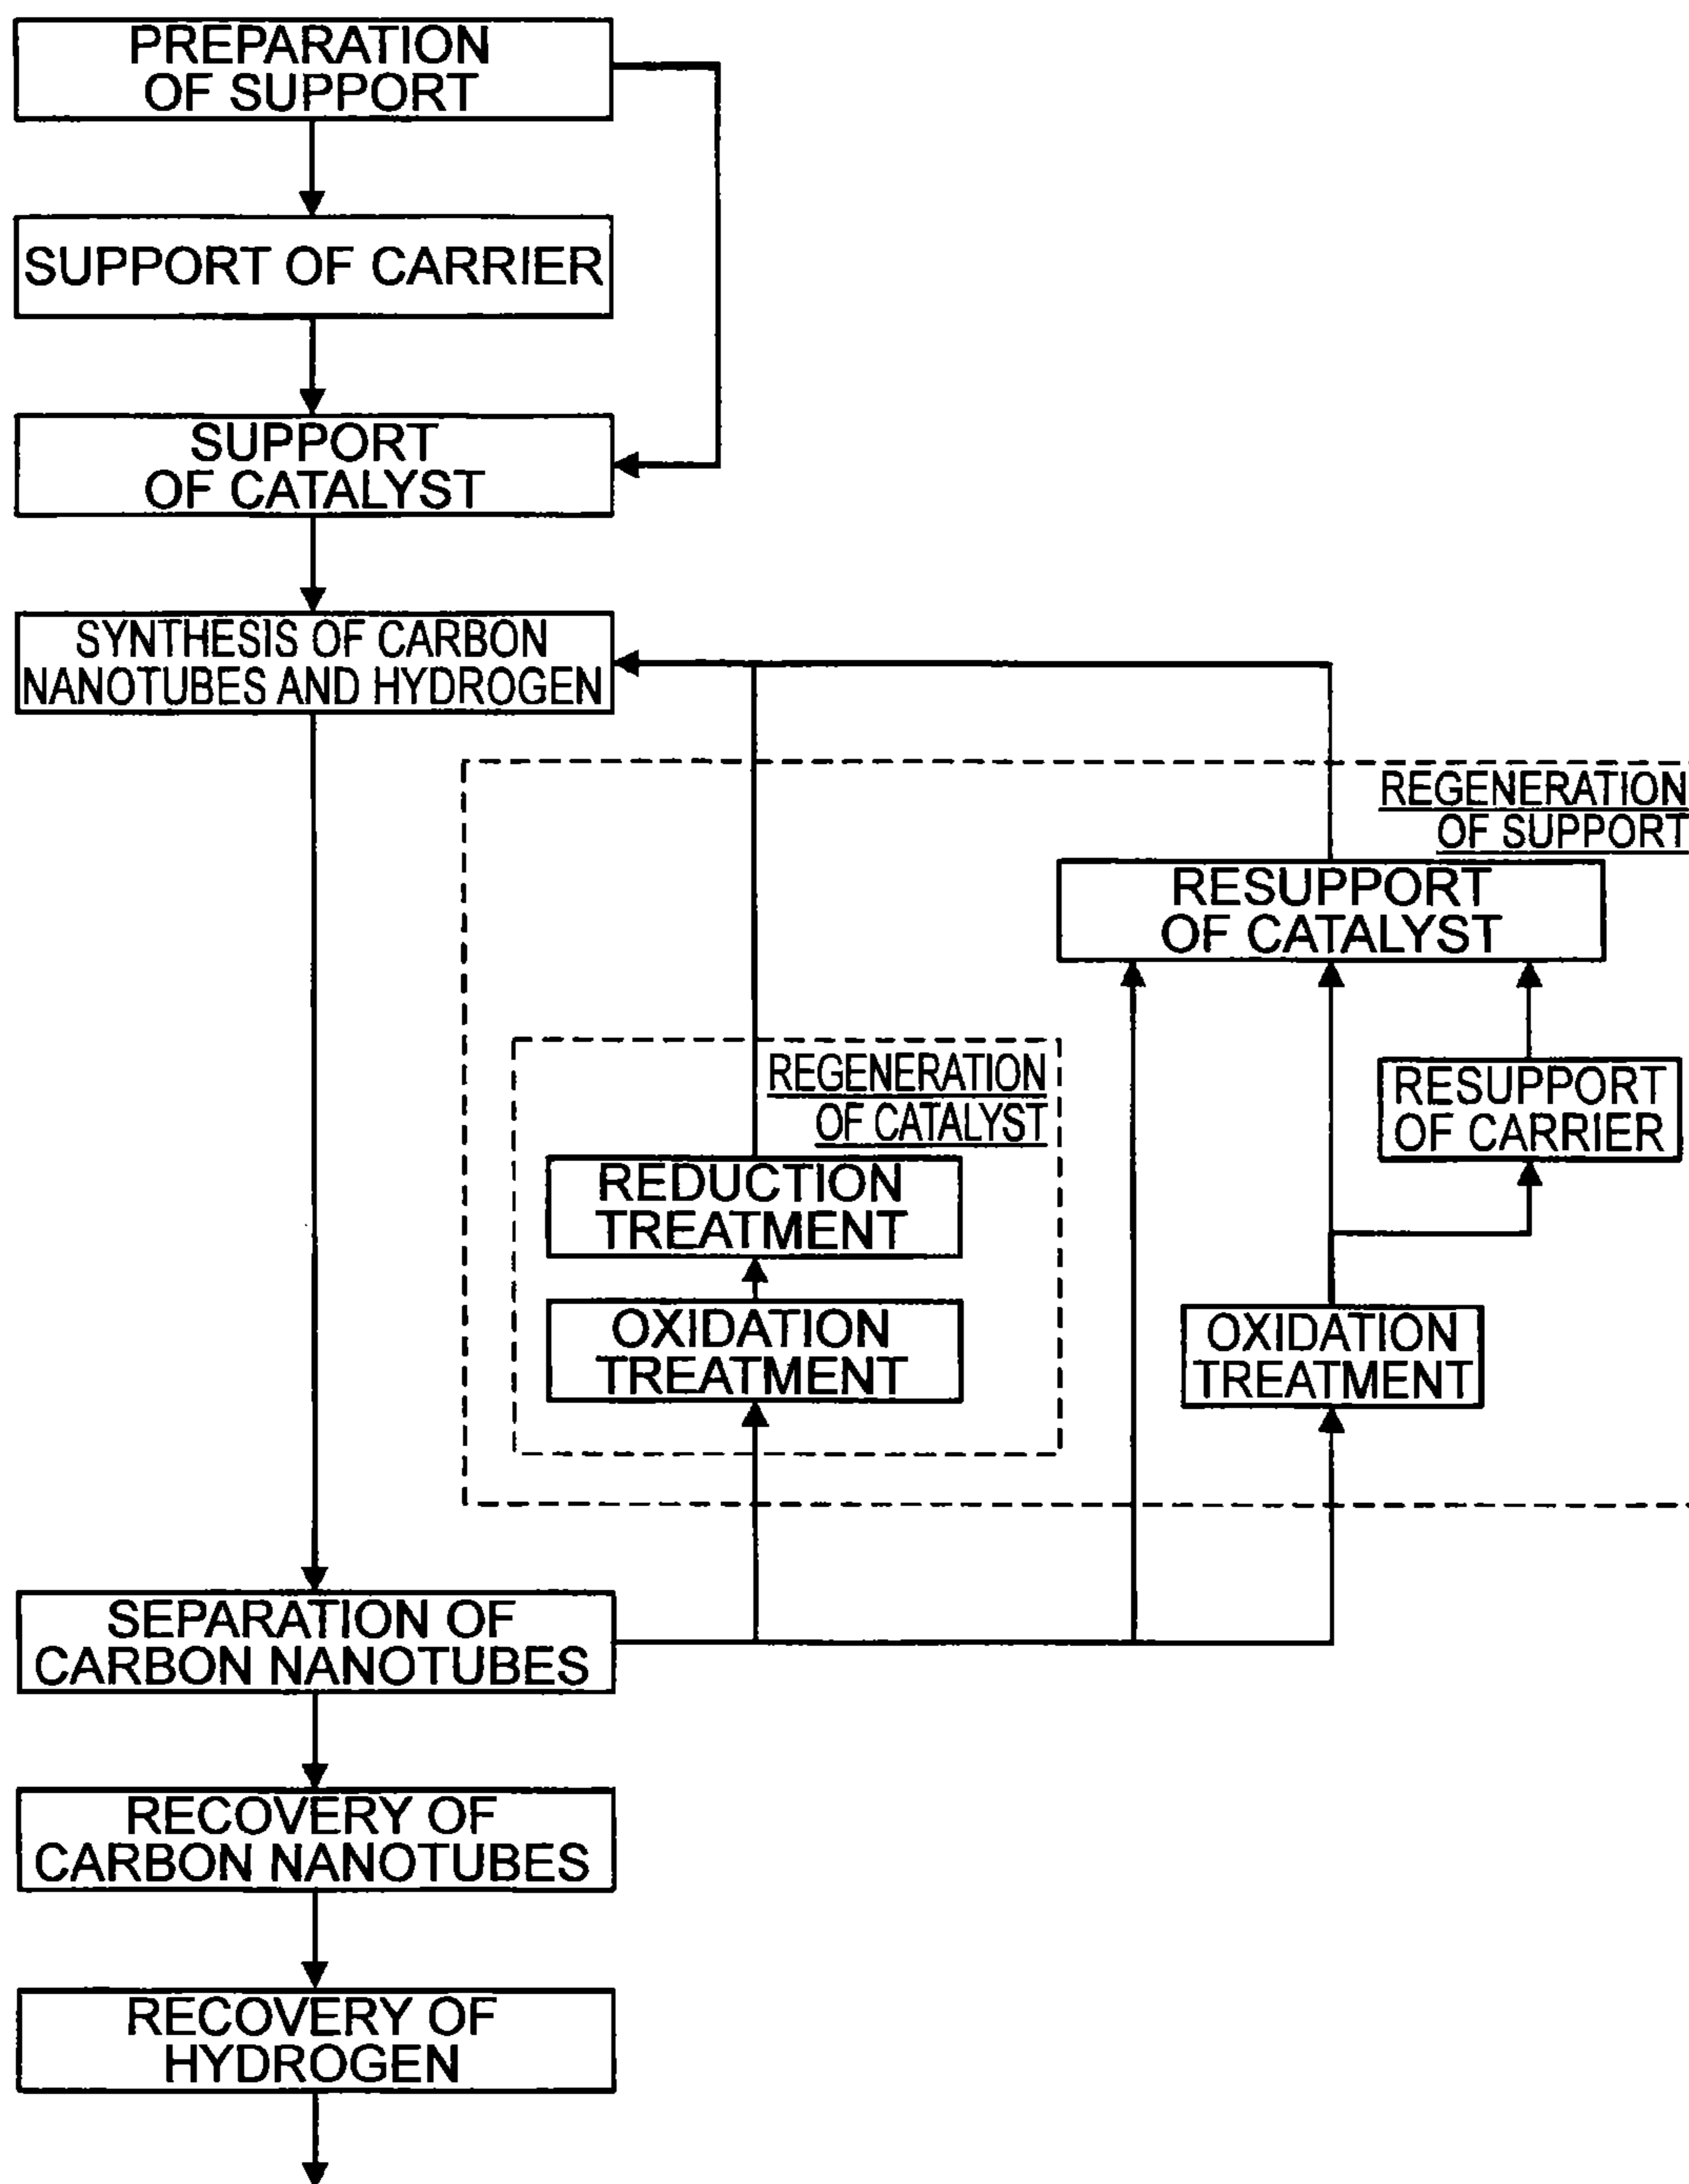 PREPARATION
OF SUPPORT
SUPPORT OF CARRIER
SUPPORT
OF CATALYST
SYNTHESIS OF CARBON
NANOTUBES AND HYDROGEN
REGENERATION
OF SUPPORT
RESUPPORT
OF CATALYST
REGENERATION
OF CATALYST
RESUPPORT
OF CARRIER
REDUCTION
TREATMENT
OXIDATION
TREATMENT
OXIDATION
TREATMENT
SEPARATION OF
CARBON NANOTUBES
RECOVERY OF
CARBON NANOTUBES
RECOVERY OF
HYDROGEN